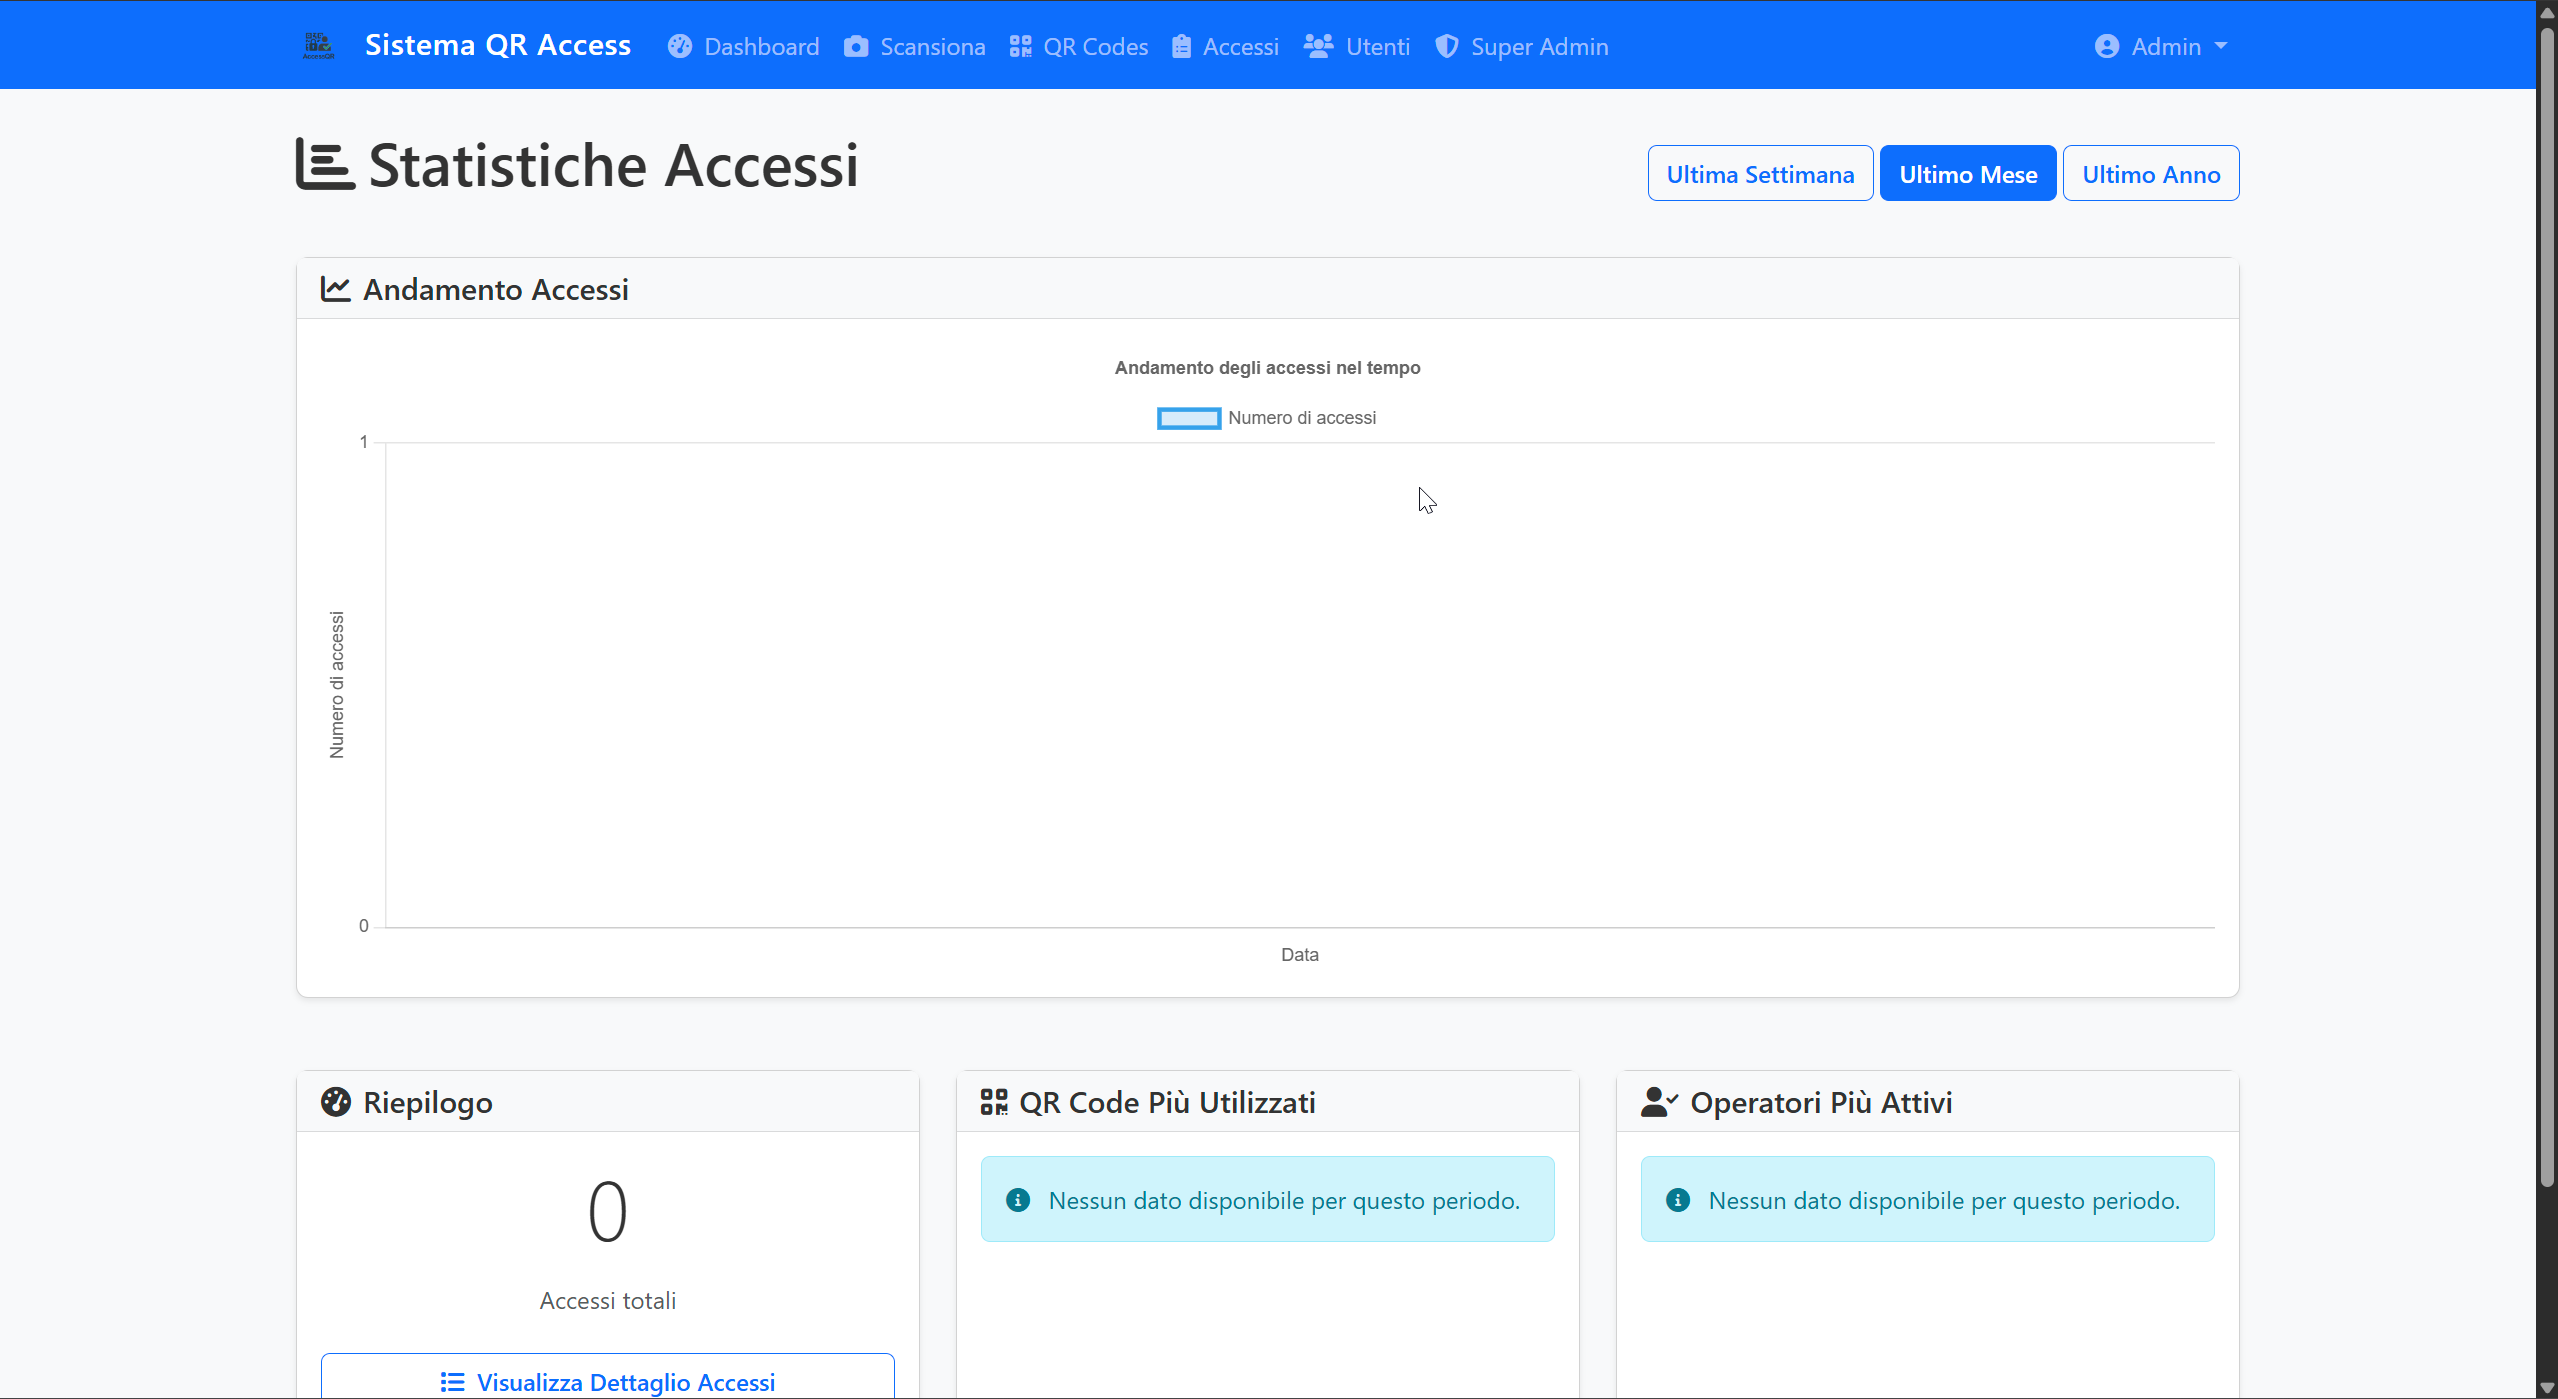 Sistema QR Access Dashboard Scansiona QR Codes Accessi Utenti Super Admin Admin
Statistiche Accessi
Ultima Settimana Ultimo Mese Ultimo Anno
Andamento Accessi
Andamento degli accessi nel tempo
Numero di accessi
1
Numero di accessi
0
Data
Riepilogo
0
Accessi totali
Visualizza Dettaglio Accessi
QR Code Più Utilizzati
Nessun dato disponibile per questo periodo.
Operatori Più Attivi
Nessun dato disponibile per questo periodo.